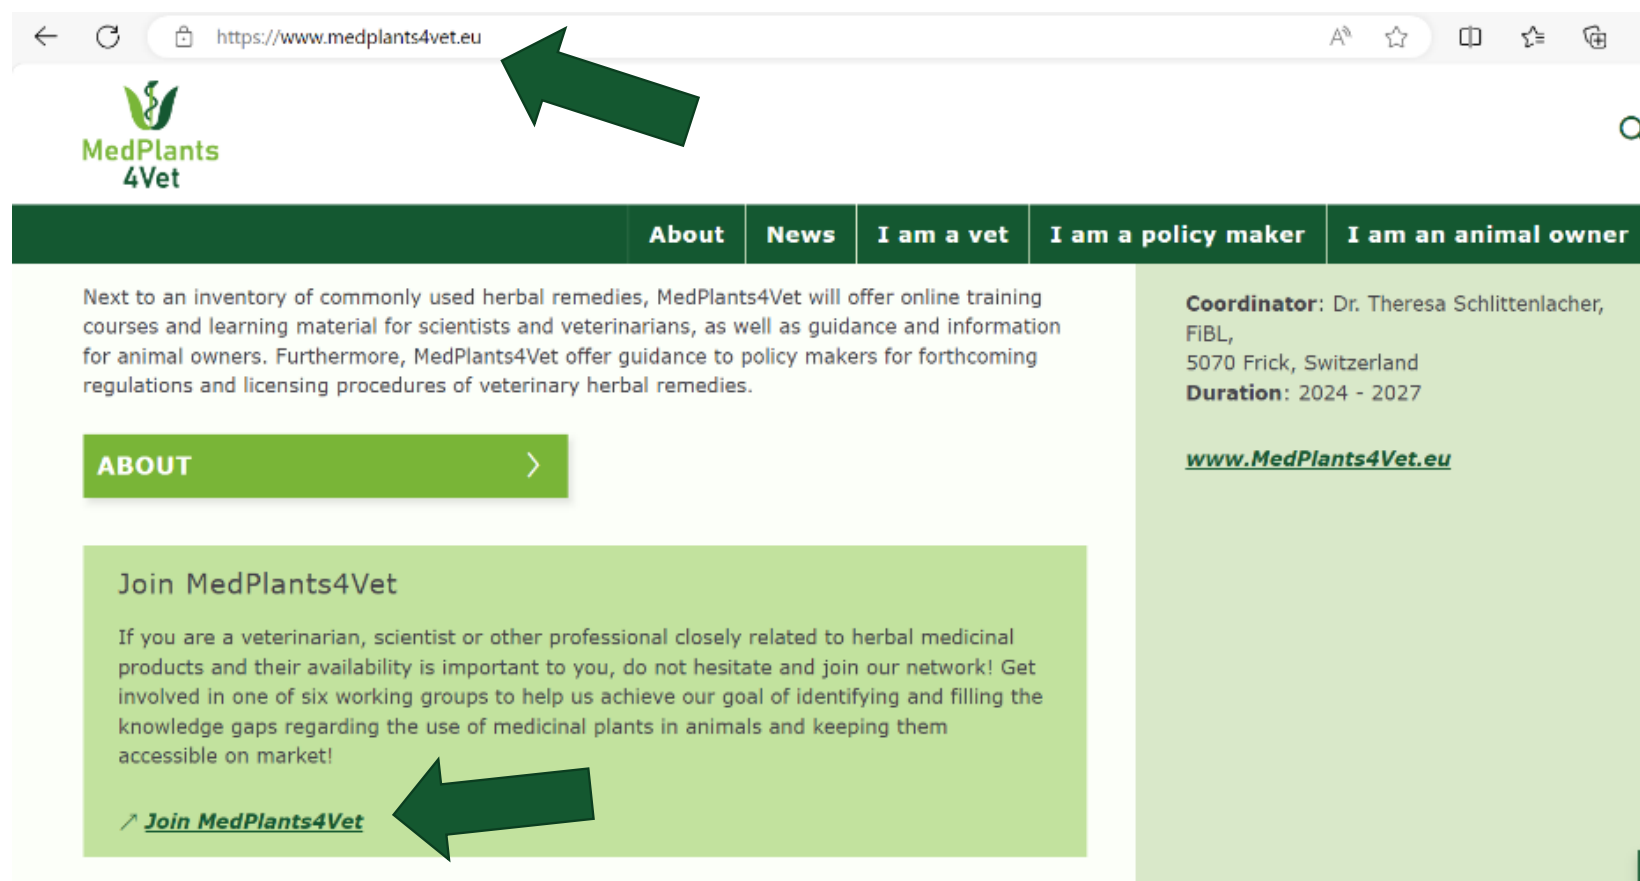 https://www.medplants4vet.eu
MedPlants
4Vet
About News I am a vet I am a policy maker I am an animal owner
Next to an inventory of commonly used herbal remedies, MedPlants4Vet will offer online training
courses and learning material for scientists and veterinarians, as well as guidance and information
for animal owners. Furthermore, MedPlants4Vet offer guidance to policy makers for forthcoming
regulations and licensing procedures of veterinary herbal remedies.
ABOUT
Join MedPlants4Vet
If you are a veterinarian, scientist or other professional closely related to herbal medicinal
products and their availability is important to you, do not hesitate and join our network! Get
involved in one of six working groups to help us achieve our goal of identifying and filling the
knowledge gaps regarding the use of medicinal plants in animals and keeping them
accessible on market!
Join MedPlants4Vet
Coordinator: Dr. Theresa Schlittenlacher,
FiBL,
5070 Frick, Switzerland
Duration: 2024 - 2027
www.MedPlants4Vet.eu